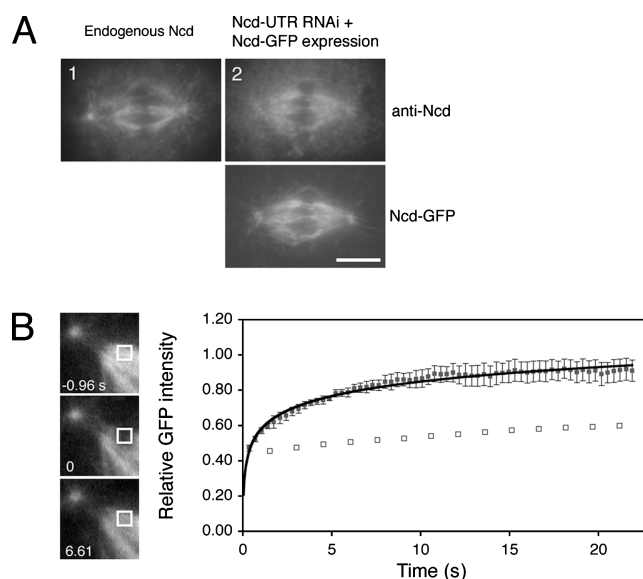 A
Endogenous Ncd
Ncd-UTR RNAi +
Ncd-GFP expression
1
2
anti-Ncd
Ncd-GFP
B
-0.96 s
0
6.61
Relative GFP intensity
1.20
1.00
0.80
0.60
0.40
0.20
0.00
0 5 10 15 20
Time (s)